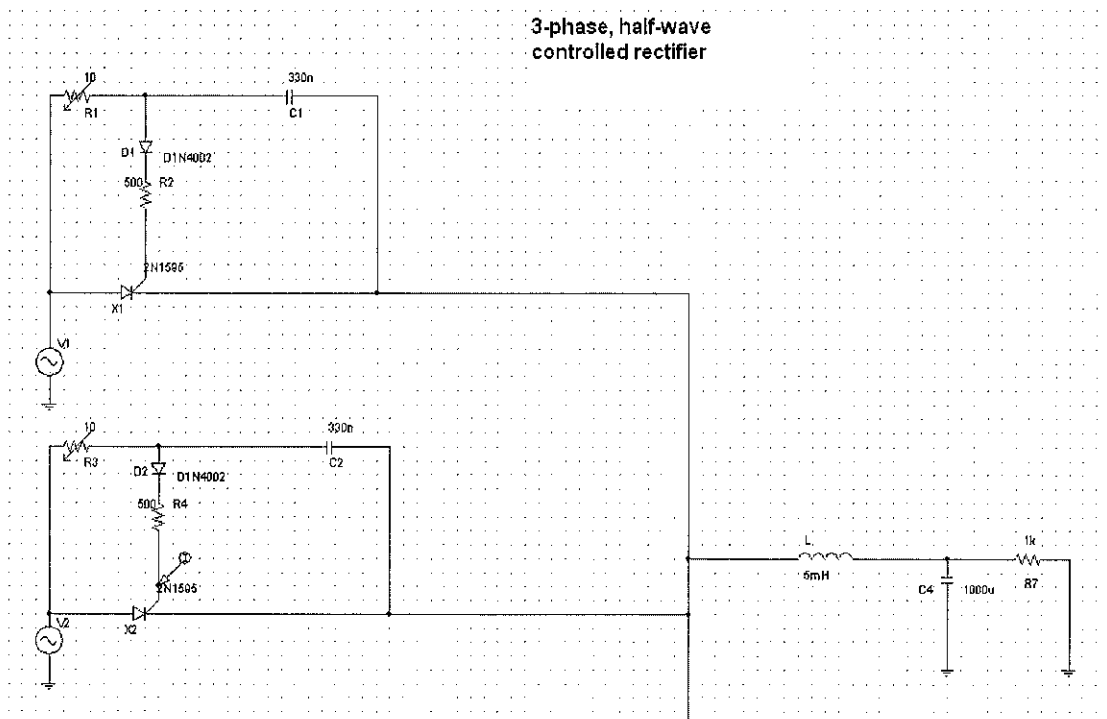 3-phase, half-wave
controlled rectifier
10
R1
330n
C1
D1
D1N4002
500
R2
2N1595
X1
V1
10
R3
330n
C2
D2
D1N4002
500
R4
I
2N1595
X2
V2
L
5mH
C4
1000u
1k
R7